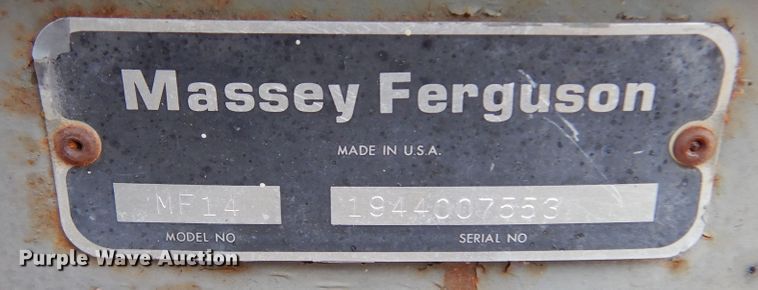 Massey Ferguson
MADE IN U.S.A.
MF14 1944007553
MODEL NO SERIAL NO
Purple Wave Auction